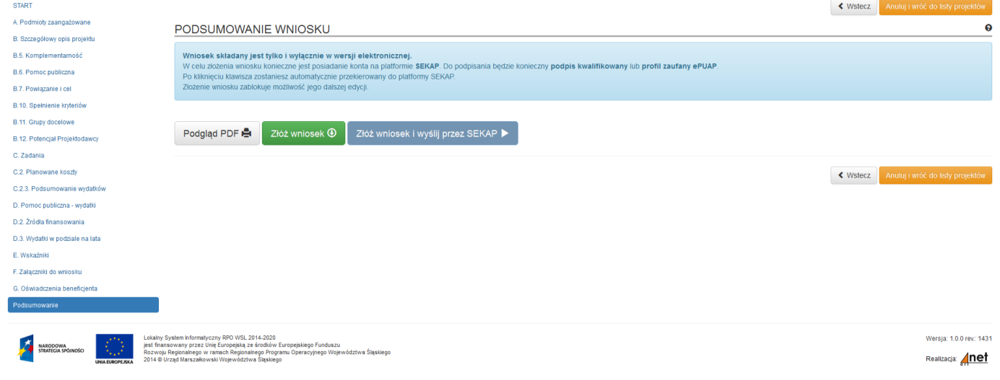 START
Wstecz
Anuluj i wróć do listy projektów
A. Podmioty zaangażowane
B. Szczegółowy opis projektu
B.5. Komplementarność
B.6. Pomoc publiczna
B.7. Powiązanie i cel
B.10. Spełnienie kryteriów
B.11. Grupy docelowe
B.12. Potencjał Projektodawcy
C. Zadania
C.2. Planowane koszty
C.2.3. Podsumowanie wydatków
D. Pomoc publiczna - wydatki
D.2. Źródła finansowania
D.3. Wydatki w podziale na lata
E. Wskaźniki
F. Załączniki do wniosku
G. Oświadczenia beneficjenta
Podsumowanie
PODSUMOWANIE WNIOSKU
Wniosek składany jest tylko i wyłącznie w wersji elektronicznej.
W celu złożenia wniosku konieczne jest posiadanie konta na platformie SEKAP. Do podpisania będzie konieczny podpis kwalifikowany lub profil zaufany ePUAP.
Po kliknięciu klawisza zostaniesz automatycznie przekierowany do platformy SEKAP.
Złożenie wniosku zablokuje możliwość jego dalszej edycji.
Podgląd PDF
Złóż wniosek
Złóż wniosek i wyślij przez SEKAP
Wstecz
Anuluj i wróć do listy projektów
NARODOWA
STRATEGIA SPÓJNOŚCI
UNIA EUROPEJSKA
Lokalny System Informatyczny RPO WSL 2014-2020
jest finansowany przez Unię Europejską ze środków Europejskiego Funduszu
Rozwoju Regionalnego w ramach Regionalnego Programu Operacyjnego Województwa Śląskiego
2014 © Urząd Marszałkowski Województwa Śląskiego
Wersja: 1.0.0 rev.: 1431
Realizacja: 4net